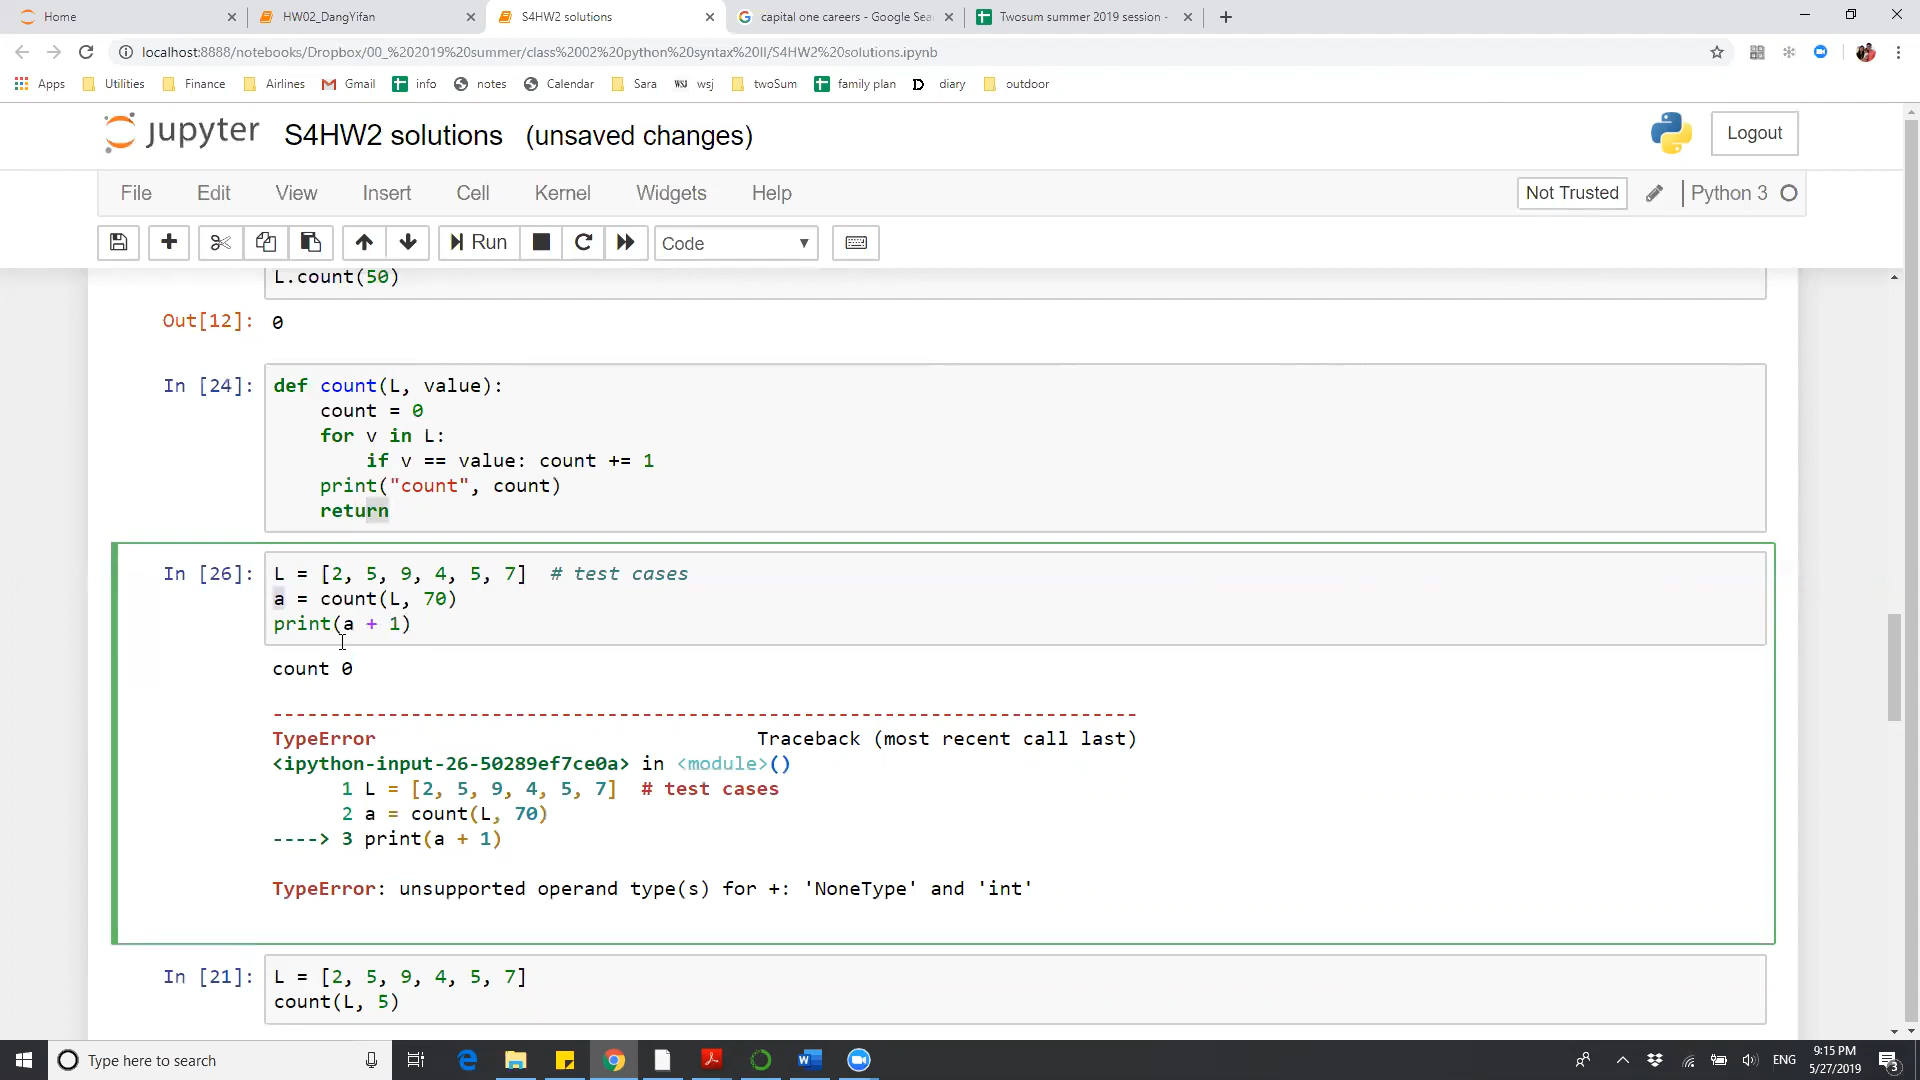 Home
HW02_DangYifan
S4HW2 solutions
capital one careers - Google Sea
Twosum summer 2019 session -
localhost:8888/notebooks/Dropbox/00_%202019%20summer/class%2002%20python%20syntax%20II/S4HW2%20solutions.ipynb
Apps Utilities Finance Airlines Gmail info notes Calendar Sara WSJ wsj twoSum family plan D diary outdoor
jupyter S4HW2 solutions (unsaved changes)
Logout
File Edit View Insert Cell Kernel Widgets Help
Not Trusted
Python 3
Run
Code
L.count(50)
Out[12]: 0
In [24]: def count(L, value):
    count = 0
    for v in L:
        if v == value: count += 1
    print("count", count)
    return
In [26]: L = [2, 5, 9, 4, 5, 7]  # test cases
a = count(L, 70)
print(a + 1)
count 0
---------------------------------------------------------------------------
TypeError                                 Traceback (most recent call last)
<ipython-input-26-50289ef7ce0a> in <module>()
      1 L = [2, 5, 9, 4, 5, 7]  # test cases
      2 a = count(L, 70)
----> 3 print(a + 1)
TypeError: unsupported operand type(s) for +: 'NoneType' and 'int'
In [21]: L = [2, 5, 9, 4, 5, 7]
count(L, 5)
Type here to search
ENG
9:15 PM
5/27/2019
3